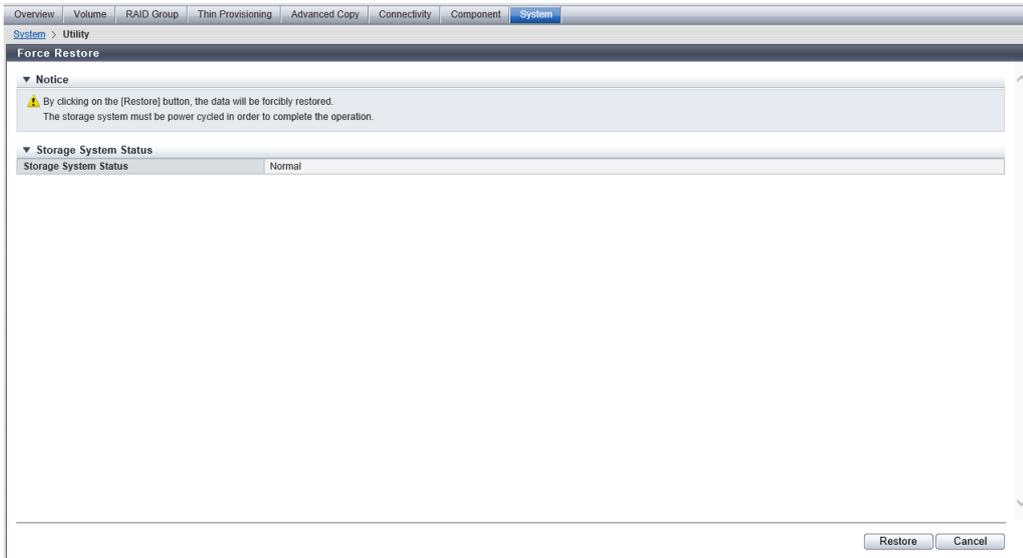 Overview Volume RAID Group Thin Provisioning Advanced Copy Connectivity Component System
System > Utility
Force Restore
Notice
By clicking on the [Restore] button, the data will be forcibly restored.
The storage system must be power cycled in order to complete the operation.
Storage System Status
Storage System Status Normal
Restore Cancel